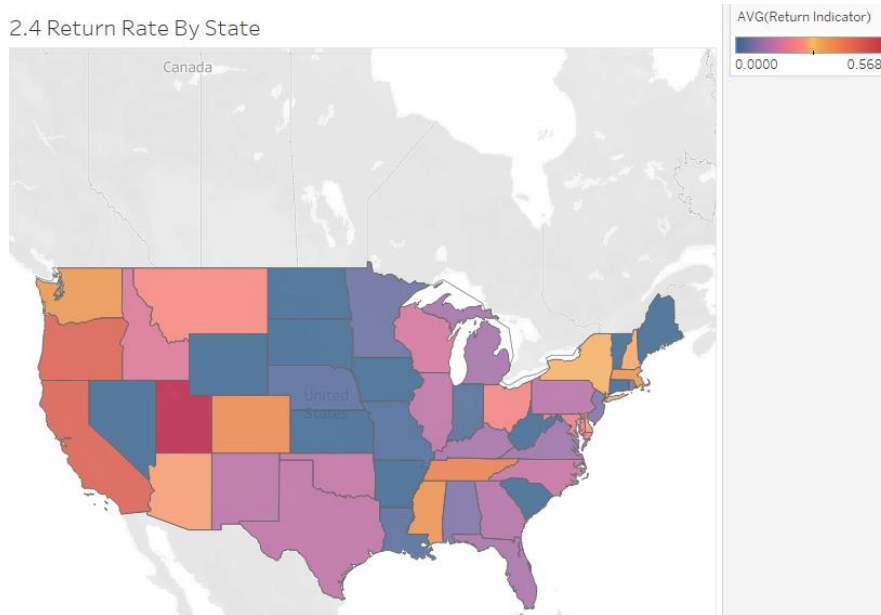 2.4 Return Rate By State
AVG(Return Indicator)
0.0000 0.568
Canada
United
States